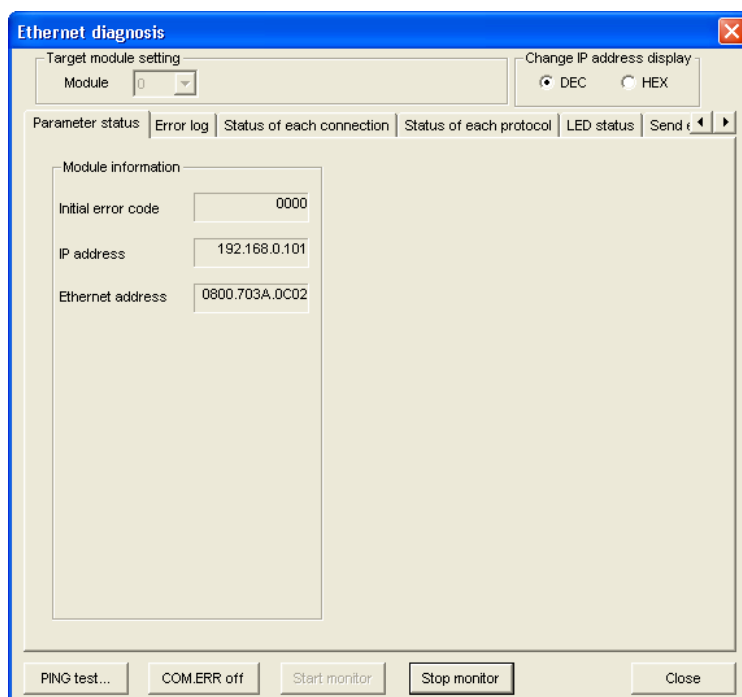 Ethernet diagnosis
Target module setting
Module 0
Change IP address display
DEC HEX
Parameter status Error log Status of each connection Status of each protocol LED status Send e
Module information
Initial error code 0000
IP address 192.168.0.101
Ethernet address 0800.703A.0C02
PING test... COM.ERR off Start monitor Stop monitor Close